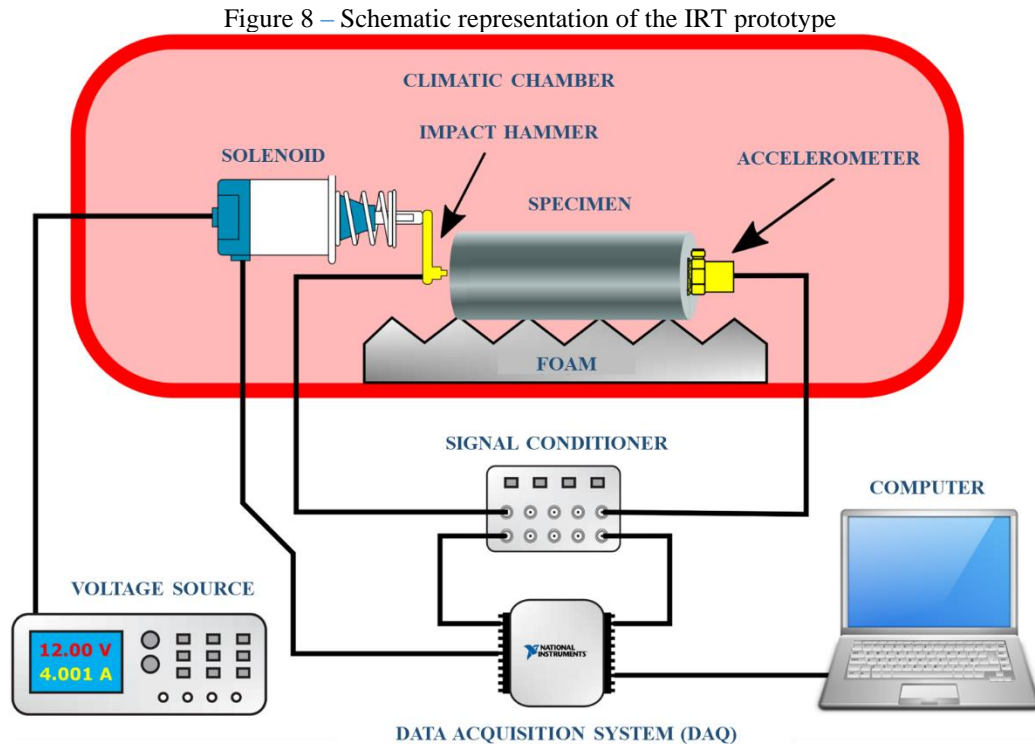 Figure 8 – Schematic representation of the IRT prototype
CLIMATIC CHAMBER
IMPACT HAMMER
SOLENOID
ACCELEROMETER
SPECIMEN
FOAM
SIGNAL CONDITIONER
COMPUTER
VOLTAGE SOURCE
12.00 V
4.001 A
NATIONAL
INSTRUMENTS
DATA ACQUISITION SYSTEM (DAQ)